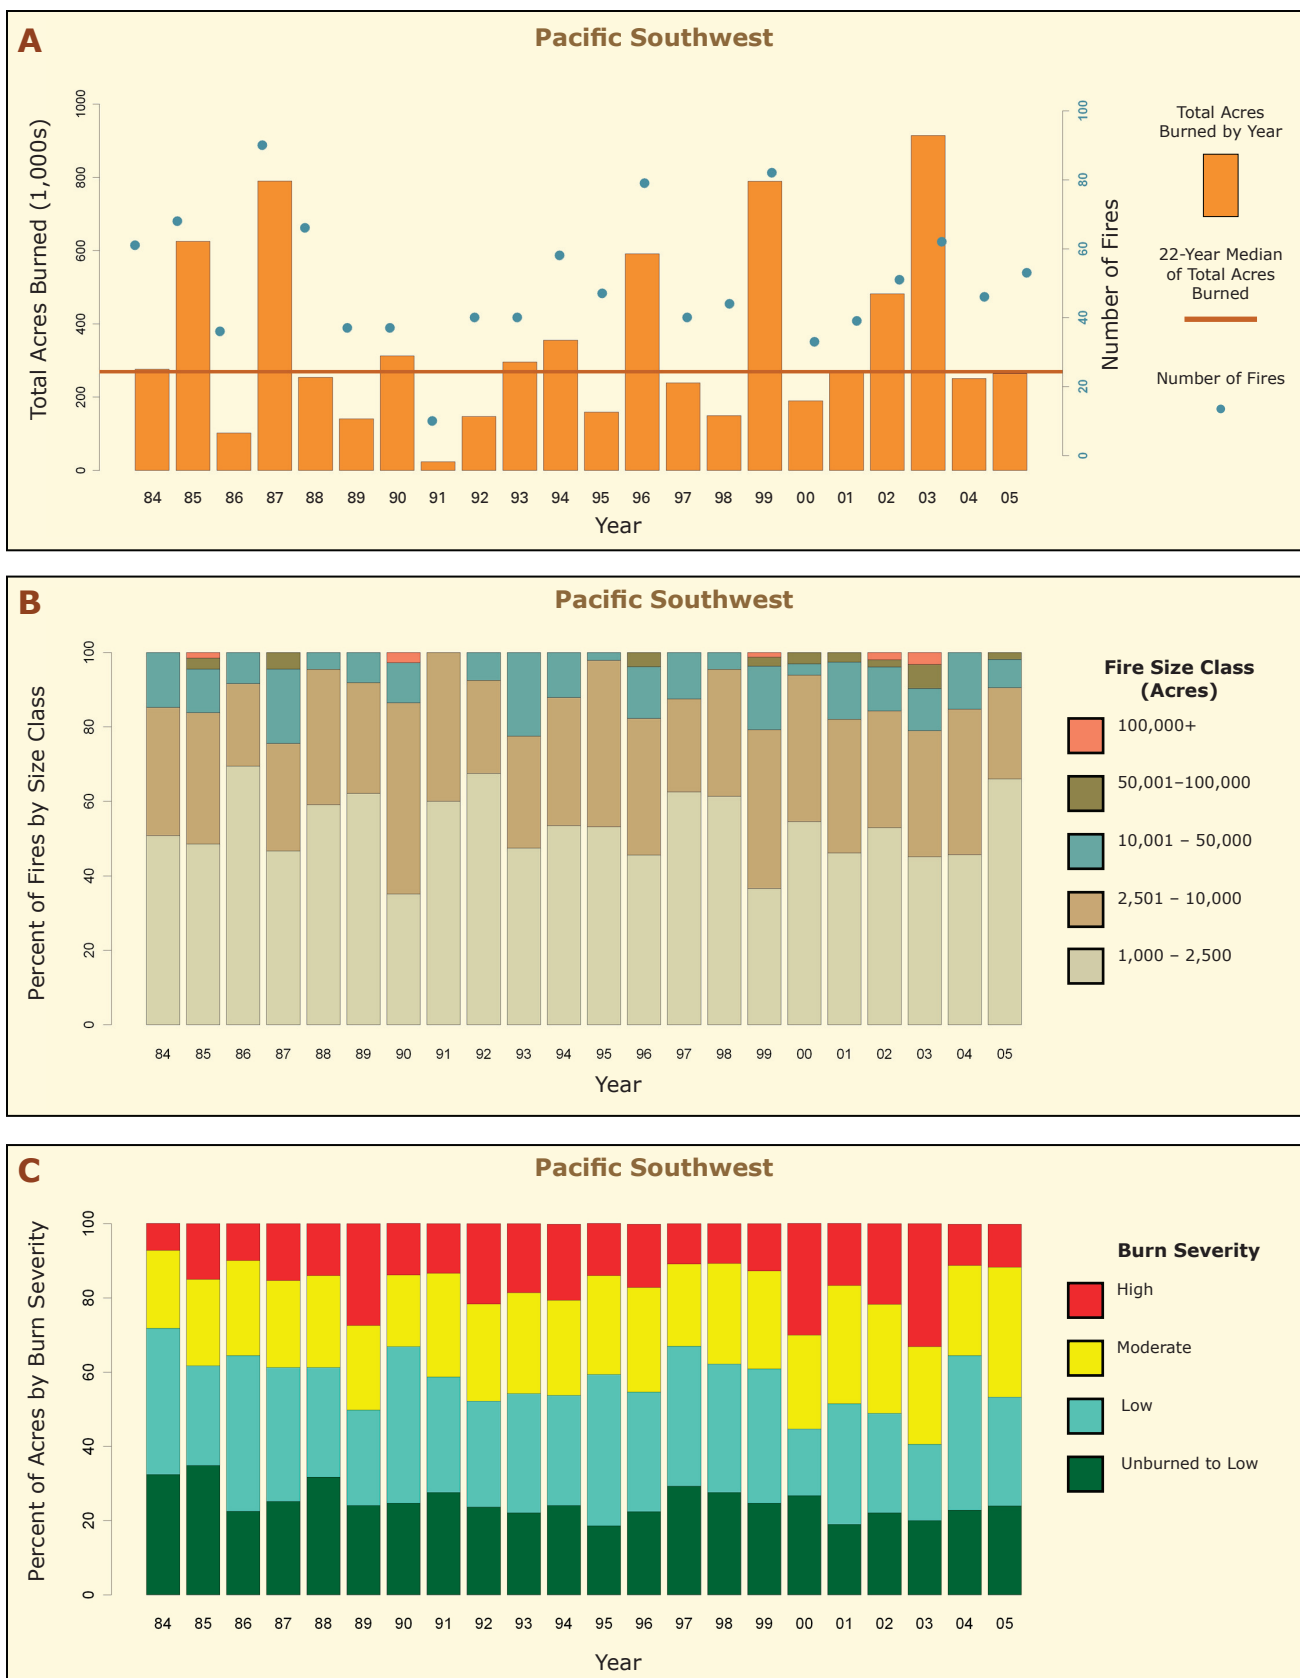 A
Pacific Southwest
Total Acres Burned (1,000s)
0
200
400
600
800
1000
Number of Fires
0
20
40
60
80
100
84 85 86 87 88 89 90 91 92 93 94 95 96 97 98 99 00 01 02 03 04 05
Year
Total Acres
Burned by Year
22-Year Median
of Total Acres
Burned
Number of Fires
B
Pacific Southwest
Percent of Fires by Size Class
0
20
40
60
80
100
84 85 86 87 88 89 90 91 92 93 94 95 96 97 98 99 00 01 02 03 04 05
Year
Fire Size Class
(Acres)
100,000+
50,001–100,000
10,001 – 50,000
2,501 – 10,000
1,000 – 2,500
C
Pacific Southwest
Percent of Acres by Burn Severity
0
20
40
60
80
100
84 85 86 87 88 89 90 91 92 93 94 95 96 97 98 99 00 01 02 03 04 05
Year
Burn Severity
High
Moderate
Low
Unburned to Low